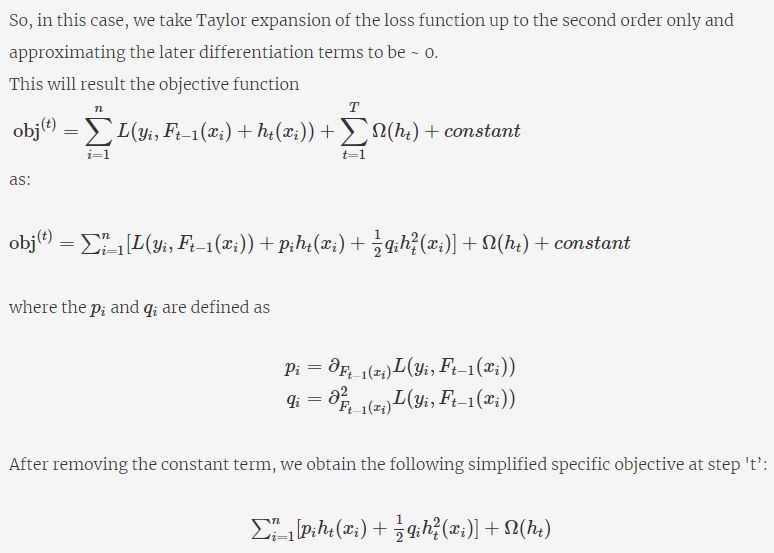 So, in this case, we take Taylor expansion of the loss function up to the second order only and
approximating the later differentiation terms to be ~ 0.
This will result the objective function
obj^{(t)} = \sum_{i=1}^{n} L(y_i, F_{t-1}(x_i) + h_t(x_i)) + \sum_{t=1}^{T} \Omega(h_t) + constant
as:
obj^{(t)} = \sum_{i=1}^{n} [L(y_i, F_{t-1}(x_i)) + p_i h_t(x_i) + \frac{1}{2} q_i h_t^2(x_i)] + \Omega(h_t) + constant
where the p_i and q_i are defined as
p_i = \partial_{F_{t-1}(x_i)} L(y_i, F_{t-1}(x_i))
q_i = \partial^2_{F_{t-1}(x_i)} L(y_i, F_{t-1}(x_i))
After removing the constant term, we obtain the following simplified specific objective at step 't':
\sum_{i=1}^{n} [p_i h_t(x_i) + \frac{1}{2} q_i h_t^2(x_i)] + \Omega(h_t)